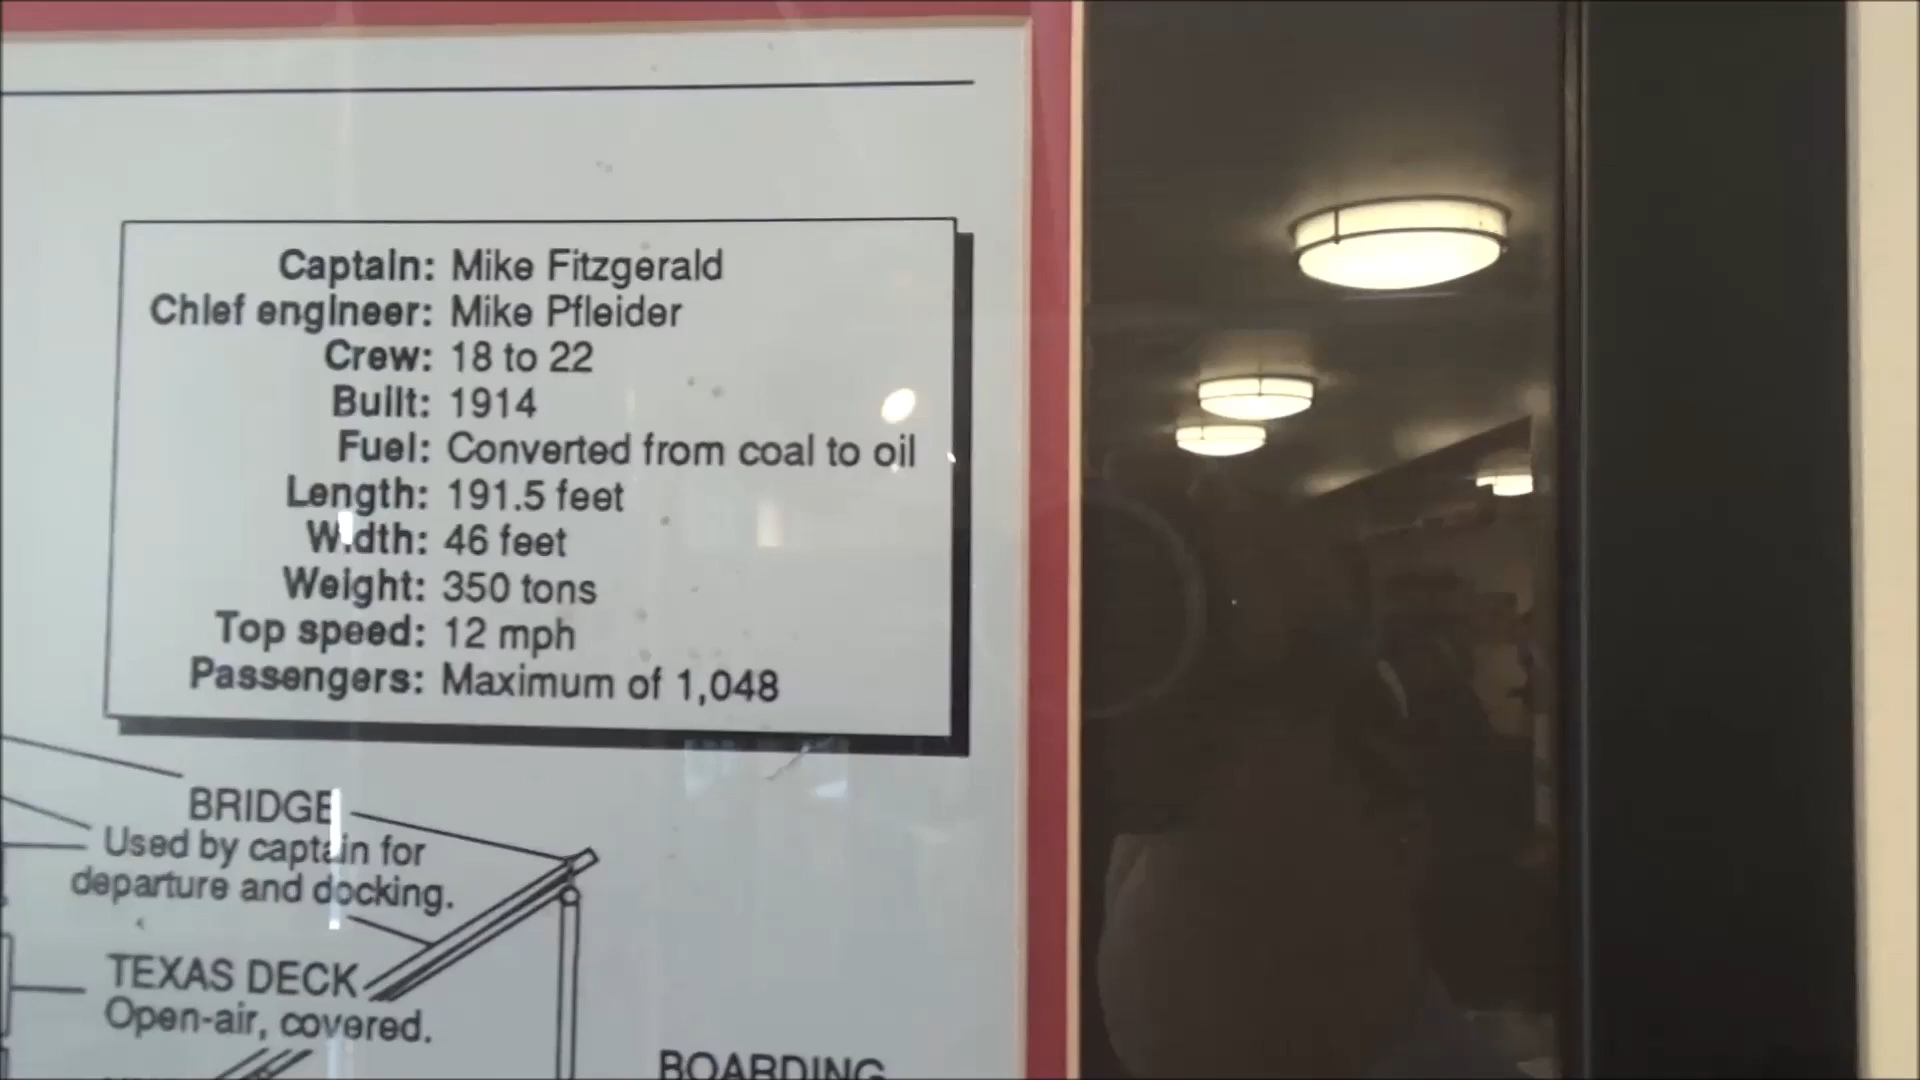 Captain: Mike Fitzgerald
Chief engineer: Mike Pfleider
Crew: 18 to 22
Built: 1914
Fuel: Converted from coal to oil
Length: 191.5 feet
Width: 46 feet
Weight: 350 tons
Top speed: 12 mph
Passengers: Maximum of 1,048
BRIDGE
Used by captain for
departure and docking.
TEXAS DECK
Open-air, covered.
BOARDING